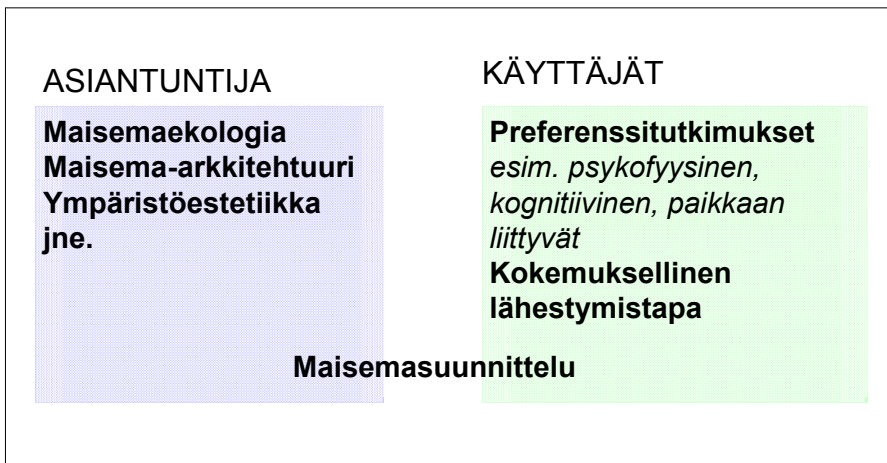 ASIANTUNTIJA
Maisemaekologia
Maisema-arkkitehtuuri
Ympäristöestetiikka
jne.
KÄYTTÄJÄT
Preferenssitutkimukset
esim. psykofyysinen,
kognitiivinen, paikkaan
liittyvät
Kokemuksellinen
lähestymistapa
Maisemasuunnittelu